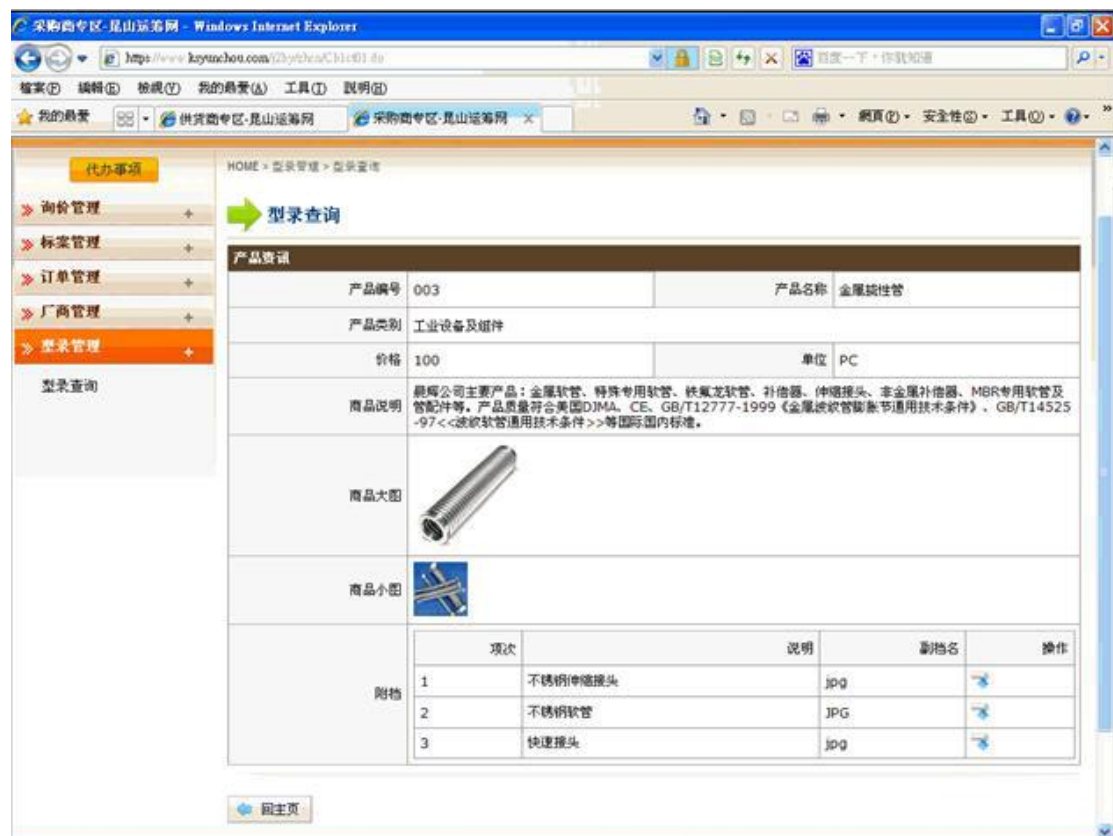 采购商专区-昆山运筹网 - Windows Internet Explorer
百度一下，你就知道
檔案(F) 編輯(E) 檢視(V) 我的最愛(A) 工具(T) 說明(H)
我的最愛 供货商专区-昆山运筹网 采购商专区-昆山运筹网 網頁(P) 安全性(S) 工具(O)
代办事项
HOME > 型录管理 > 型录查询
询价管理
标案管理
订单管理
厂商管理
型录管理
型录查询
型录查询
产品资讯
产品编号 003 产品名称 金属挠性管
产品类别 工业设备及组件
价格 100 单位 PC
商品说明
辉公司主要产品：金属软管、特殊专用软管、铁氟龙软管、补偿器、伸缩接头、非金属补偿器、MBR专用软管及
管配件等。产品质量符合美国DJMA、CE、GB/T12777-1999《金属波纹管膨胀节通用技术条件》、GB/T14525
-97<<波纹软管通用技术条件>>等国际国内标准。
商品大图
商品小图
附档
项次 说明 副档名 操作
1 不锈钢伸缩接头 jpg
2 不锈钢软管 JPG
3 快速接头 jpg
回主页